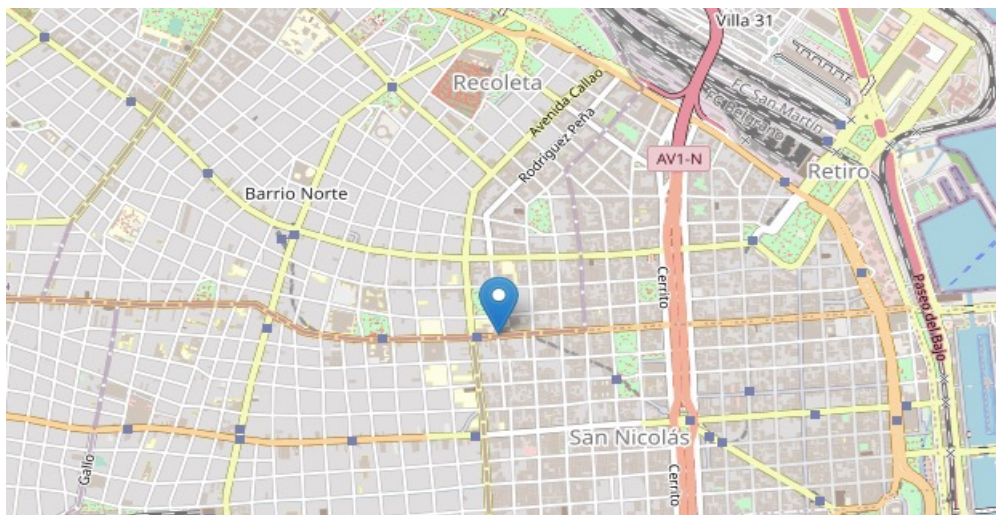 Villa 31
Recoleta
Avenida Callao
FC San Martín
FC Belgrano
Rodríguez Peña
AV1-N
Retiro
Barrio Norte
Cerrito
Paseo del Bajo
San Nicolás
Gallo
Cerrito